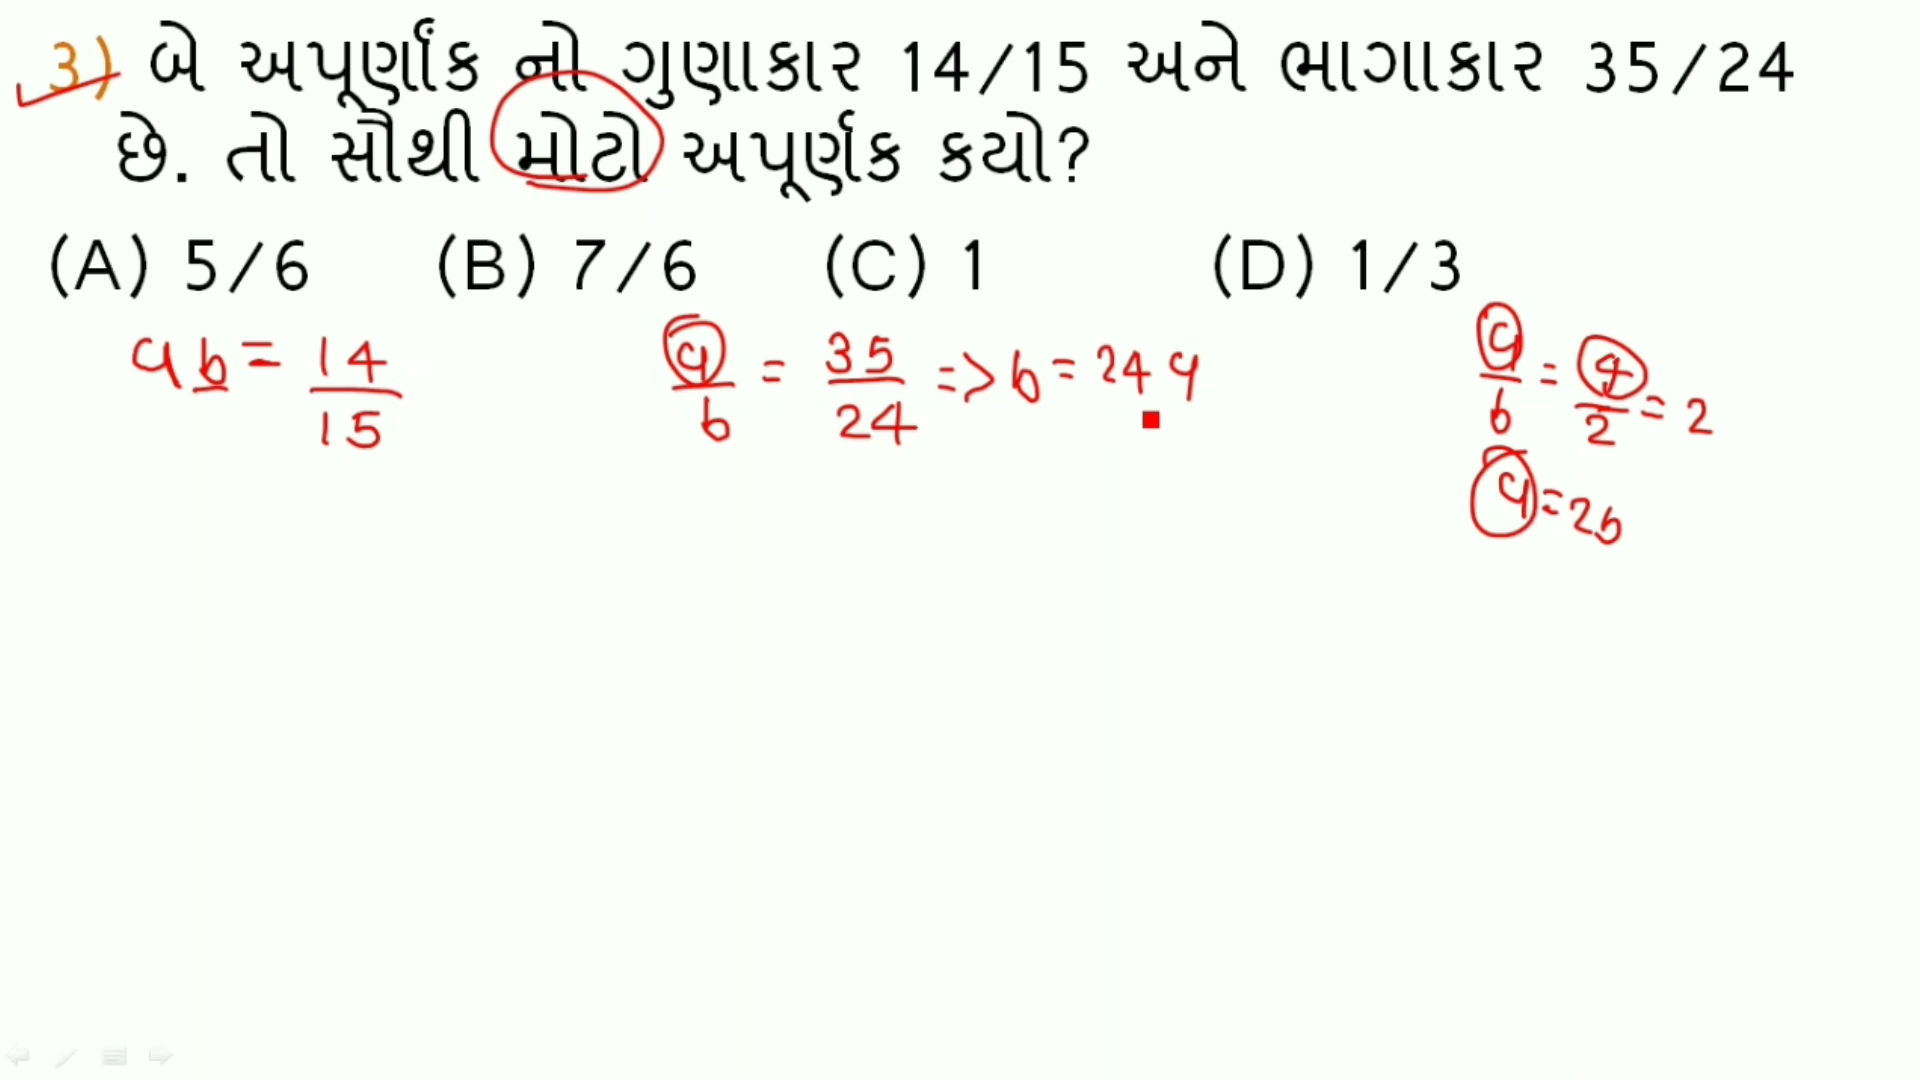 3) બે અપૂર્ણાંક નો ગુણાકાર 14/15 અને ભાગાકાર 35/24
છે. તો સૌથી મોટો અપૂર્ણક કયો?
(A) 5/6 (B) 7/6 (C) 1 (D) 1/3
ab = 14/15 a/b = 35/24 => b = 24a a/b = 4/2 = 2
a = 2b